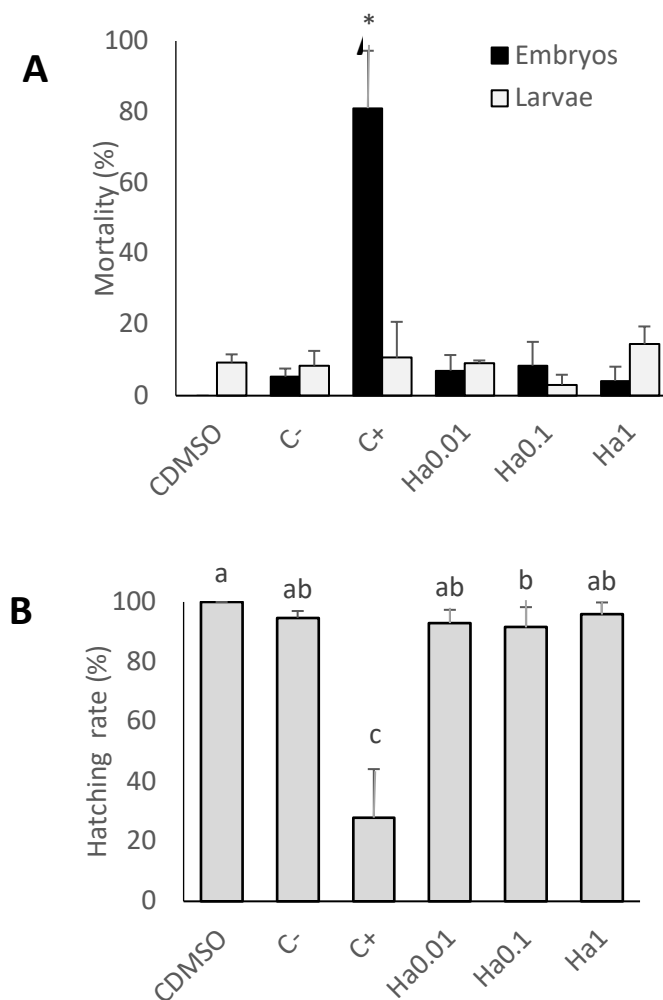 A
*
Embryos
Larvae
Mortality (%)
100
80
60
40
20
0
CDMSO
C-
C+
Ha0.01
Ha0.1
Ha1
B
a
ab
c
ab
b
ab
Hatching rate (%)
100
80
60
40
20
0
CDMSO
C-
C+
Ha0.01
Ha0.1
Ha1